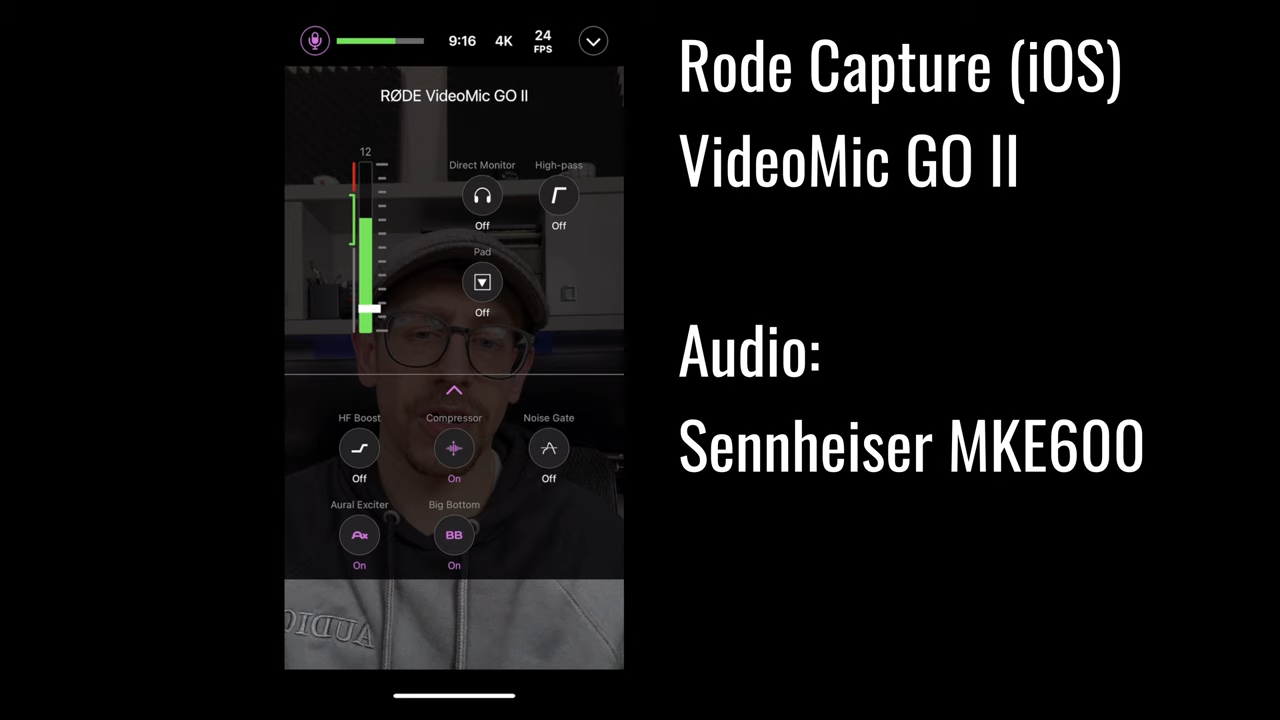 9:16 4K 24 FPS
RØDE VideoMic GO II
12
Direct Monitor High-pass
Off Off
Pad
Off
HF Boost Compressor Noise Gate
Off On Off
Aural Exciter Big Bottom
Ax BB
On On
AUDIO
Rode Capture (iOS)
VideoMic GO II
Audio:
Sennheiser MKE600